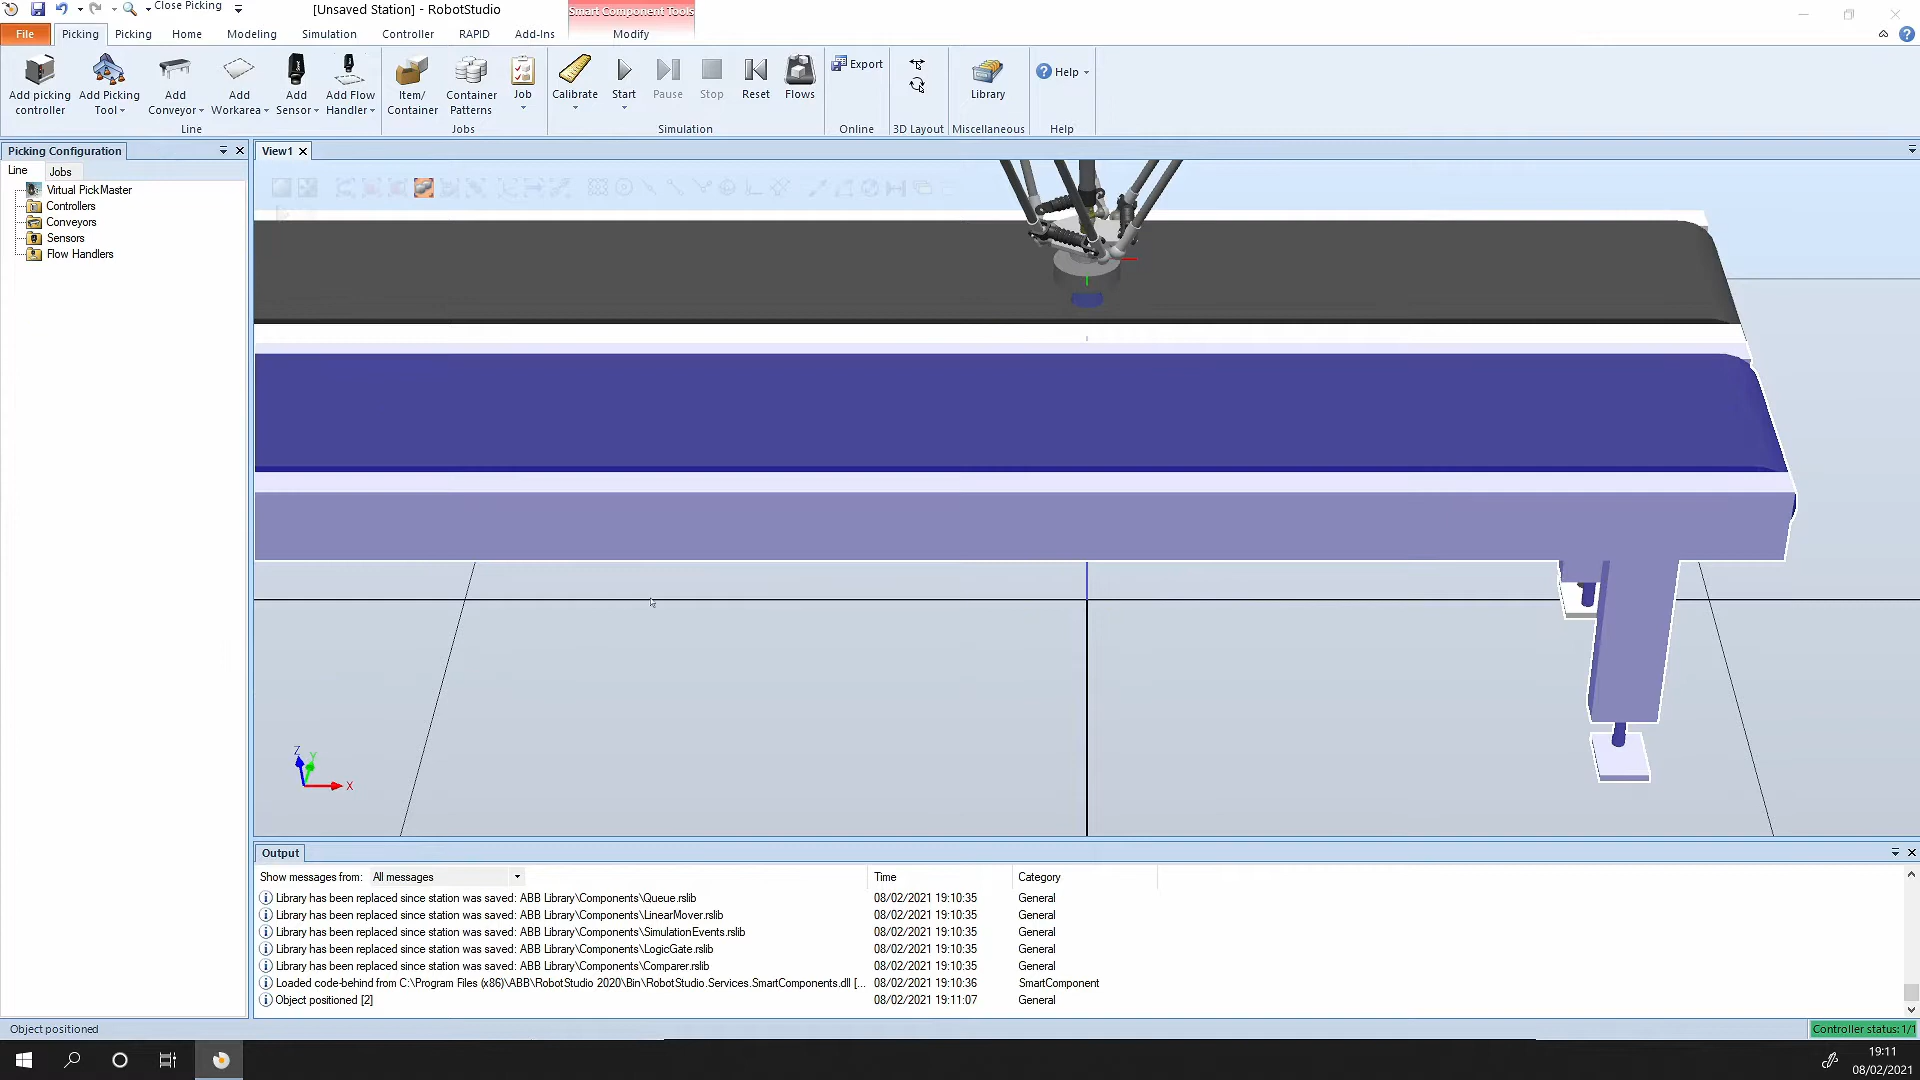 Close Picking
[Unsaved Station] - RobotStudio
Smart Component Tools
File
Picking
Picking
Home
Modeling
Simulation
Controller
RAPID
Add-Ins
Modify
Add picking controller
Add Picking Tool
Add Conveyor
Add Workarea
Add Sensor
Add Flow Handler
Item/ Container
Container Patterns
Job
Calibrate
Start
Pause
Stop
Reset
Flows
Export
Library
Help
Line
Jobs
Simulation
Online
3D Layout
Miscellaneous
Help
Picking Configuration
View1
Line
Jobs
Virtual PickMaster
Controllers
Conveyors
Sensors
Flow Handlers
Z
Y
X
Output
Show messages from:
All messages
Time
Category
Library has been replaced since station was saved: ABB Library\Components\Queue.rslib 08/02/2021 19:10:35 General
Library has been replaced since station was saved: ABB Library\Components\LinearMover.rslib 08/02/2021 19:10:35 General
Library has been replaced since station was saved: ABB Library\Components\SimulationEvents.rslib 08/02/2021 19:10:35 General
Library has been replaced since station was saved: ABB Library\Components\LogicGate.rslib 08/02/2021 19:10:35 General
Library has been replaced since station was saved: ABB Library\Components\Comparer.rslib 08/02/2021 19:10:35 General
Loaded code-behind from C:\Program Files (x86)\ABB\RobotStudio 2020\Bin\RobotStudio.Services.SmartComponents.dll [... 08/02/2021 19:10:36 SmartComponent
Object positioned [2] 08/02/2021 19:11:07 General
Object positioned
Controller status: 1/1
19:11
08/02/2021